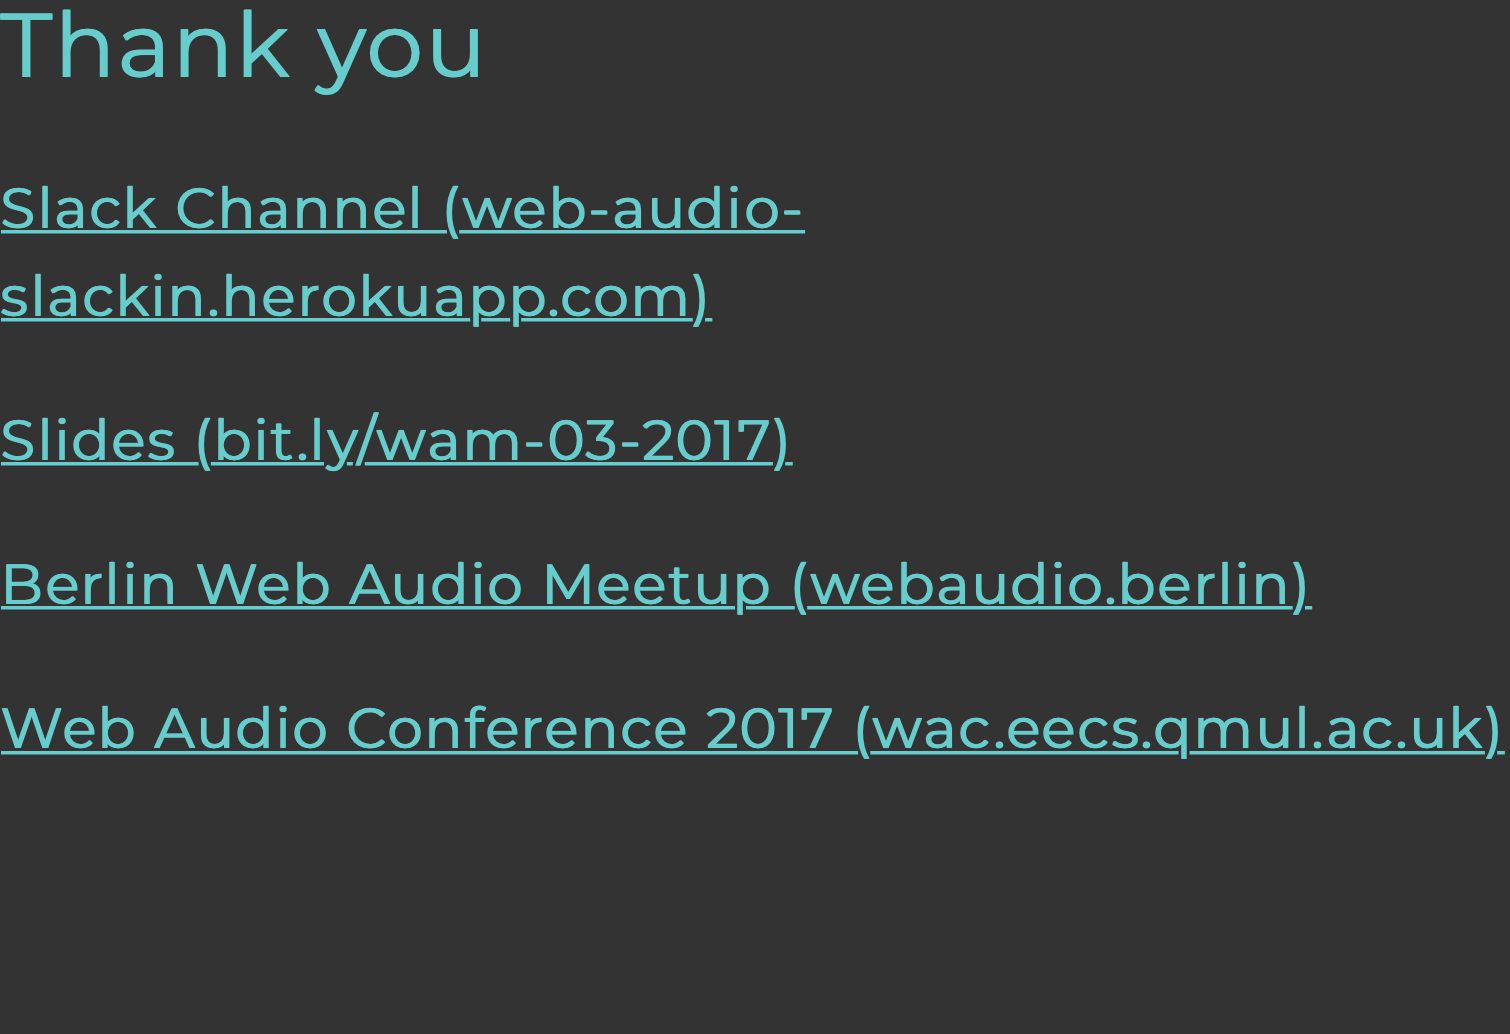 Thank you
Slack Channel (web-audio-
slackin.herokuapp.com)
Slides (bit.ly/wam-03-2017)
Berlin Web Audio Meetup (webaudio.berlin)
Web Audio Conference 2017 (wac.eecs.qmul.ac.uk)